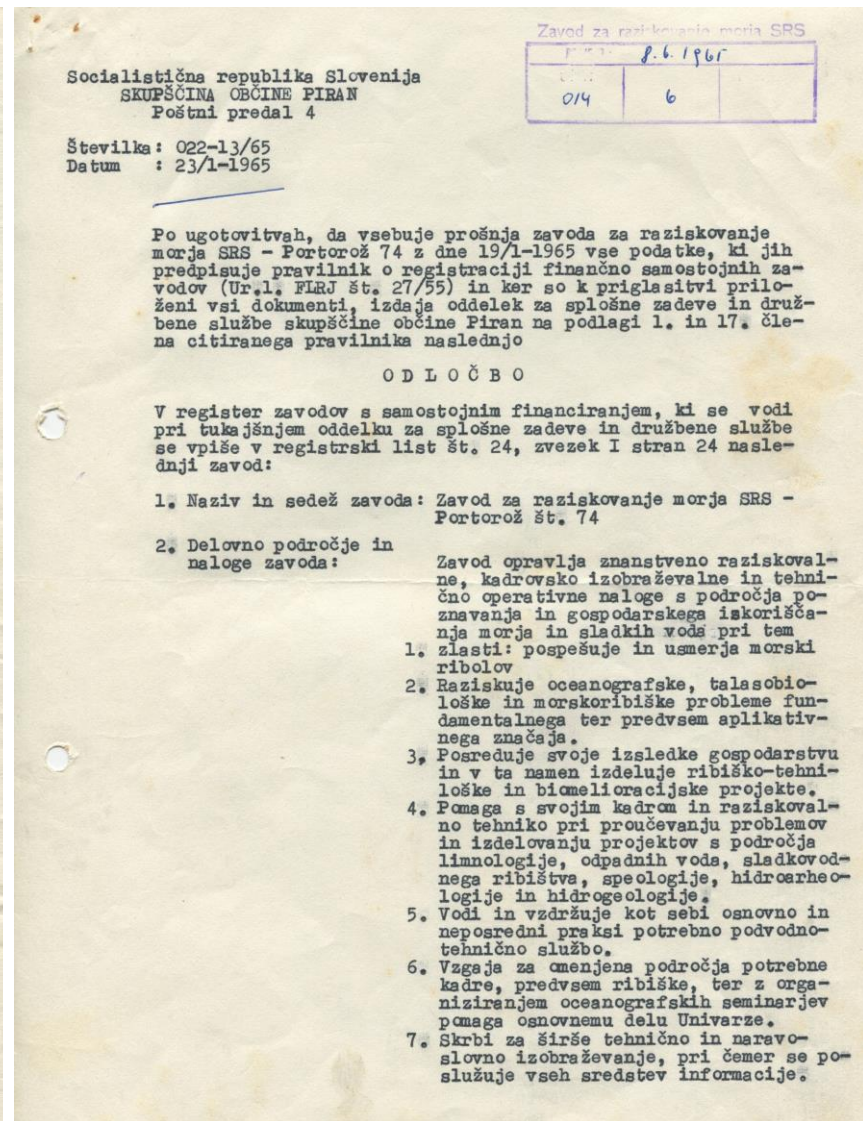 Zavod za raziskovanje morja SRS
8.6.1965
014 6
Socialistična republika Slovenija
SKUPŠČINA OBČINE PIRAN
Poštni predal 4
Številka: 022-13/65
Datum : 23/1-1965
Po ugotovitvah, da vsebuje prošnja zavoda za raziskovanje
morja SRS - Portorož 74 z dne 19/1-1965 vse podatke, ki jih
predpisuje pravilnik o registraciji finančno samostojnih za-
vodov (Ur.l. FLRJ št. 27/55) in ker so k priglasitvi prilo-
ženi vsi dokumenti, izdaja oddelek za splošne zadeve in druž-
bene službe skupščine občine Piran na podlagi 1. in 17. čle-
na citiranega pravilnika naslednjo
O D L O Č B O
V register zavodov s samostojnim financiranjem, ki se vodi
pri tukajšnjem oddelku za splošne zadeve in družbene službe
se vpiše v registrski list št. 24, zvezek I stran 24 nasle-
dnji zavod:
1. Naziv in sedež zavoda: Zavod za raziskovanje morja SRS -
Portorož št. 74
2. Delovno področje in
naloge zavoda: Zavod opravlja znanstveno raziskoval-
ne, kadrovsko izobraževalne in tehni-
čno operativne naloge s področja po-
znavanja in gospodarskega iskorišča-
nja morja in sladkih voda pri tem
1. zlasti: pospešuje in usmerja morski
ribolov
2. Raziskuje oceanografske, talasobio-
loške in morskoribiške probleme fun-
damentalnega ter predvsem aplikativ-
nega značaja.
3, Posreduje svoje izsledke gospodarstvu
in v ta namen izdeluje ribiško-tehni-
loške in biomelioracijske projekte.
4. Pomaga s svojim kadrom in raziskoval-
no tehniko pri proučevanju problemov
in izdelovanju projektov s področja
limnologije, odpadnih voda, sladkovod-
nega ribištva, speologije, hidroarheo-
logije in hidrogeologije.
5. Vodi in vzdržuje kot sebi osnovno in
neposredni praksi potrebno podvodno-
tehnično službo.
6. Vzgaja za omenjena področja potrebne
kadre, predvsem ribiške, ter z orga-
niziranjem oceanografskih seminarjev
pomaga osnovnemu delu Univarze.
7. Skrbi za širše tehnično in naravo-
slovno izobraževanje, pri čemer se po-
služuje vseh sredstev informacije.